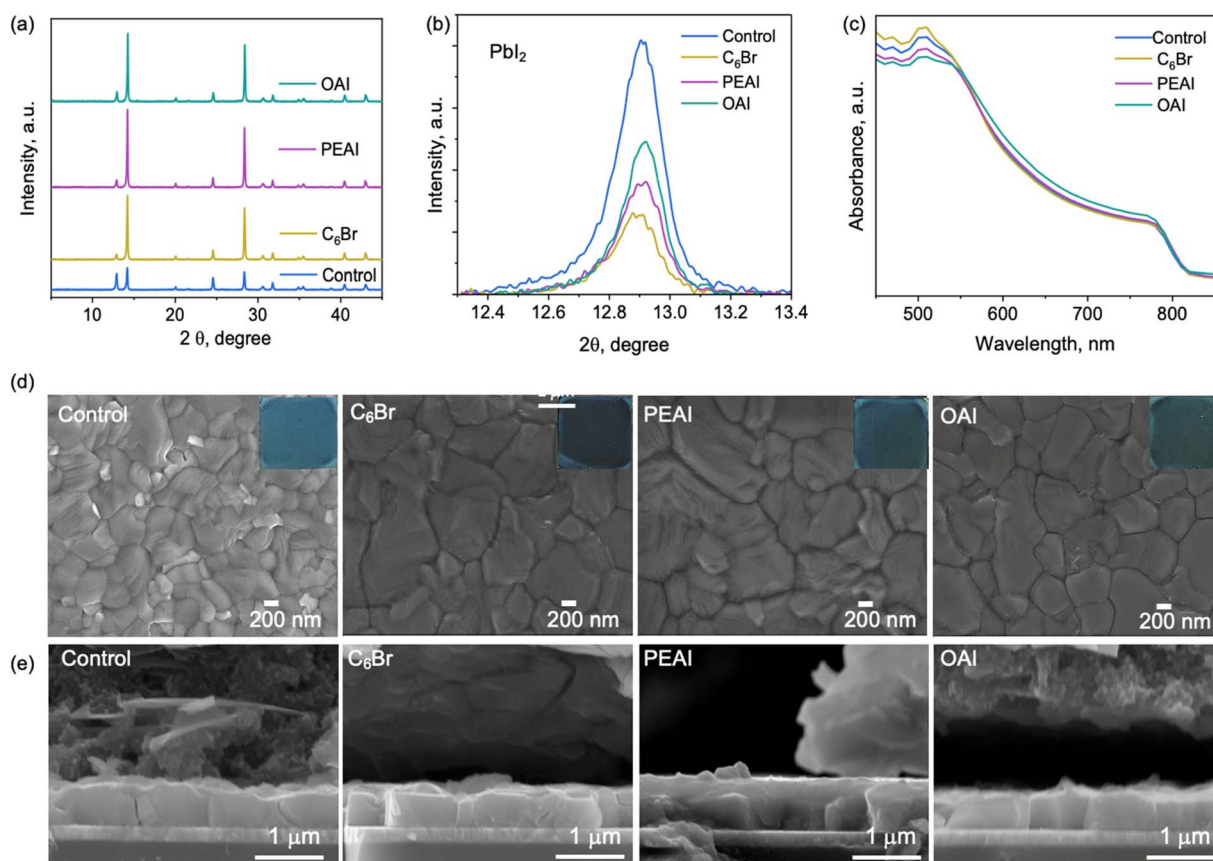 (a)
OAI
PEAI
C₆Br
Control
Intensity, a.u.
10 20 30 40
2 θ, degree
(b)
PbI₂
Control
C₆Br
PEAI
OAI
Intensity, a.u.
12.4 12.6 12.8 13.0 13.2 13.4
2θ, degree
(c)
Control
C₆Br
PEAI
OAI
Absorbance, a.u.
500 600 700 800
Wavelength, nm
(d)
Control
C₆Br
PEAI
OAI
200 nm
200 nm
200 nm
200 nm
(e)
Control
C₆Br
PEAI
OAI
1 μm
1 μm
1 μm
1 μm